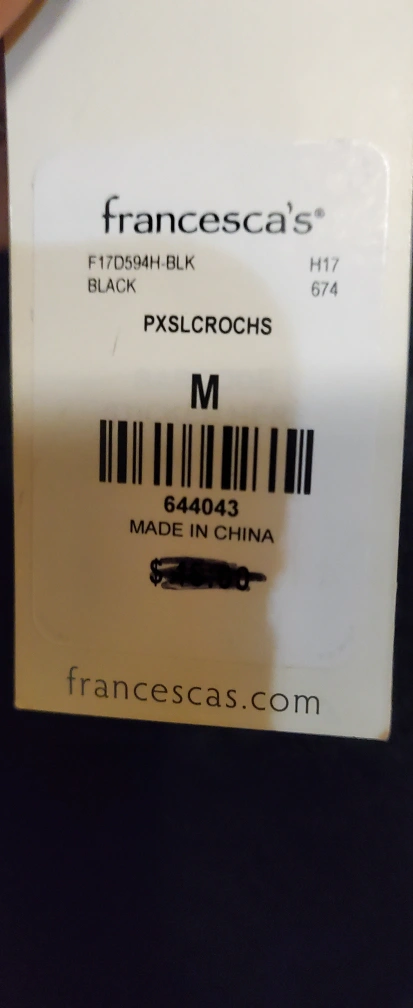 francesca's®
F17D594H-BLK H17
BLACK 674
PXSLCROCHS
M
644043
MADE IN CHINA
$
francescas.com